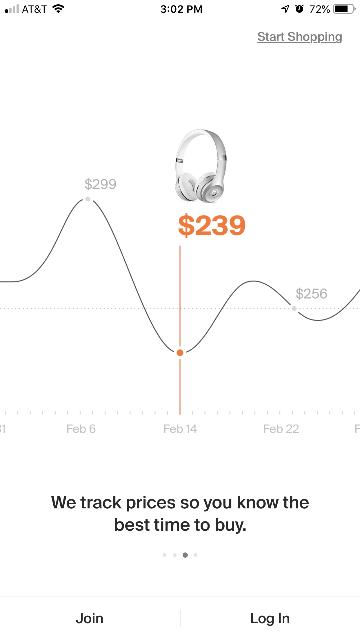 AT&T 3:02 PM 72%
Start Shopping
$299
$239
$256
Feb 6 Feb 14 Feb 22
We track prices so you know the
best time to buy.
Join Log In